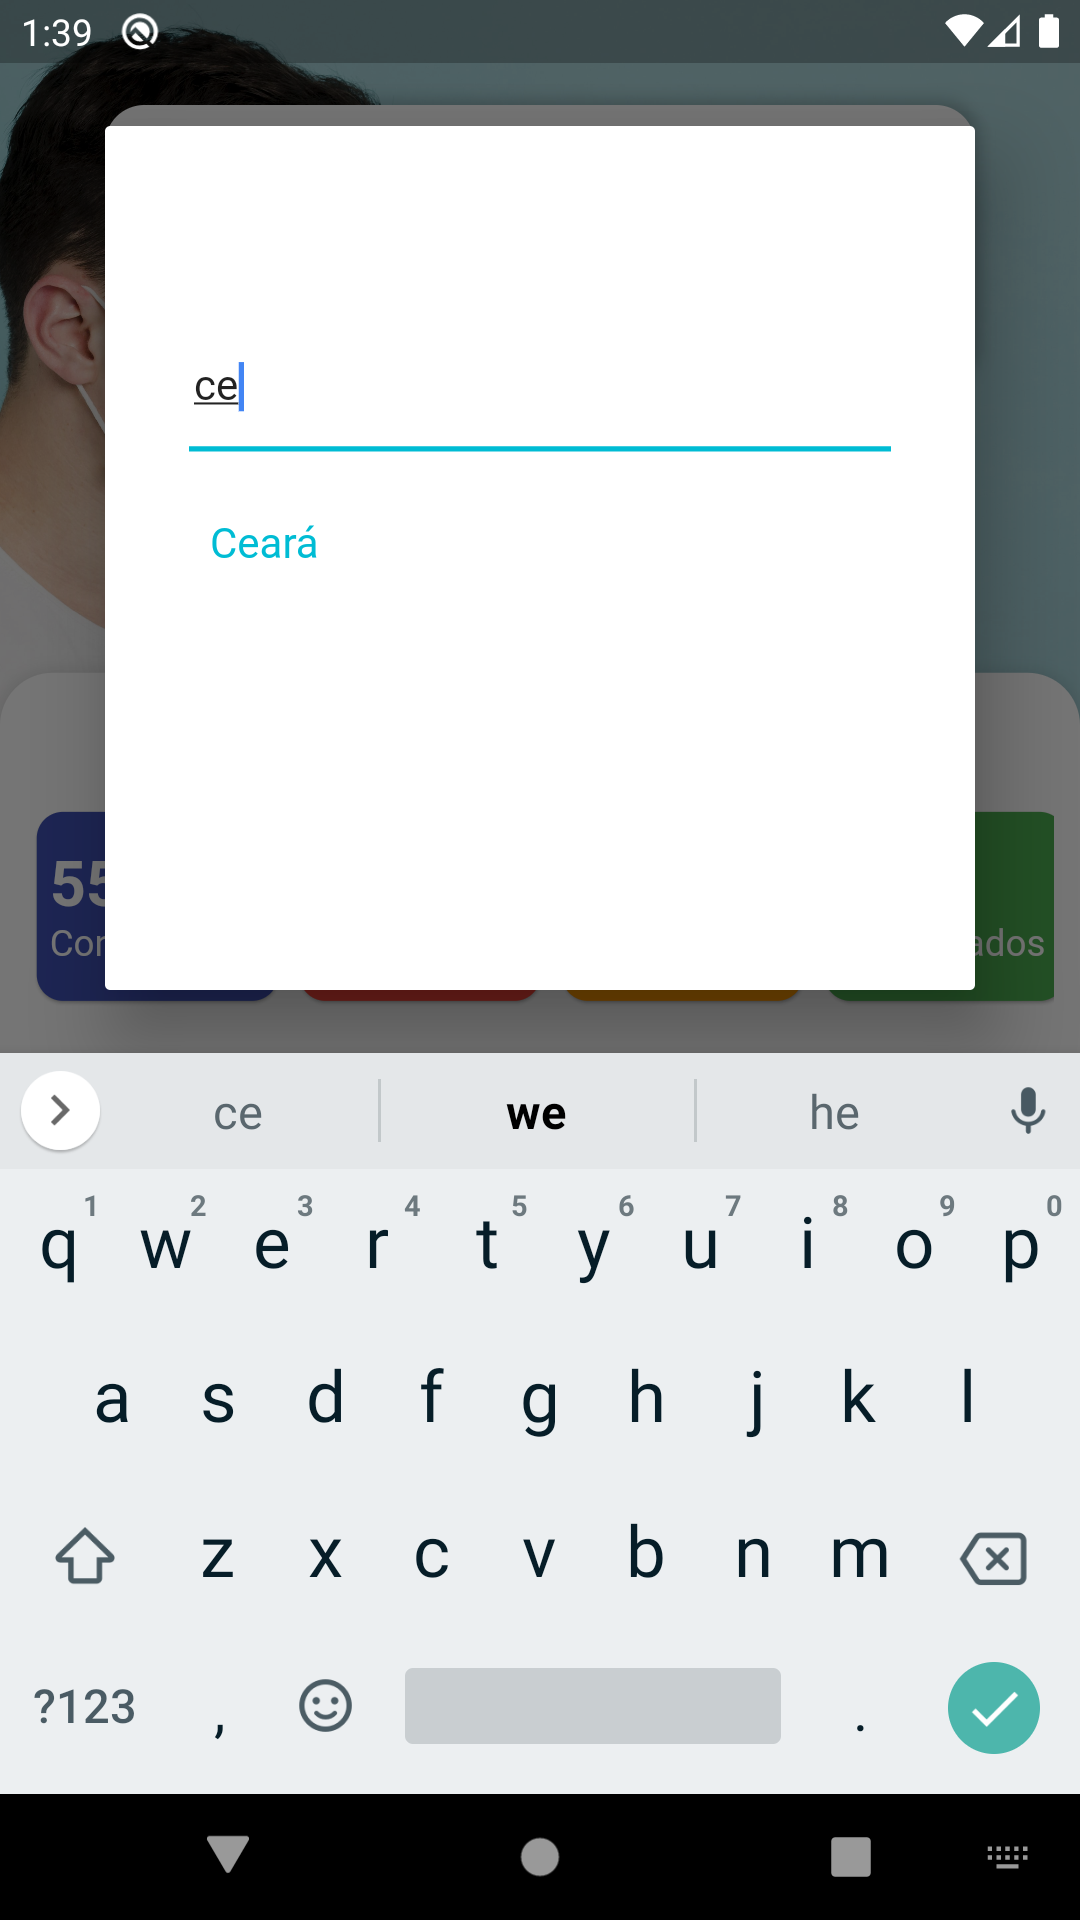 1:39
ce
Ceará
55
Con
ados
ce we he
1 2 3 4 5 6 7 8 9 0
q w e r t y u i o p
a s d f g h j k l
z x c v b n m
?123 , .